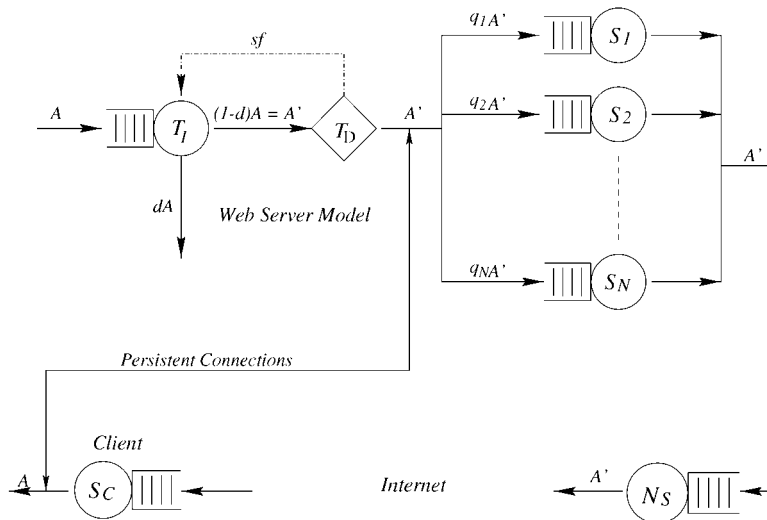 sf
A
T_I
(1-d)A = A'
T_D
A'
q_1A'
S_1
q_2A'
S_2
A'
dA
Web Server Model
q_NA'
S_N
Persistent Connections
Client
A
S_C
Internet
A'
N_S